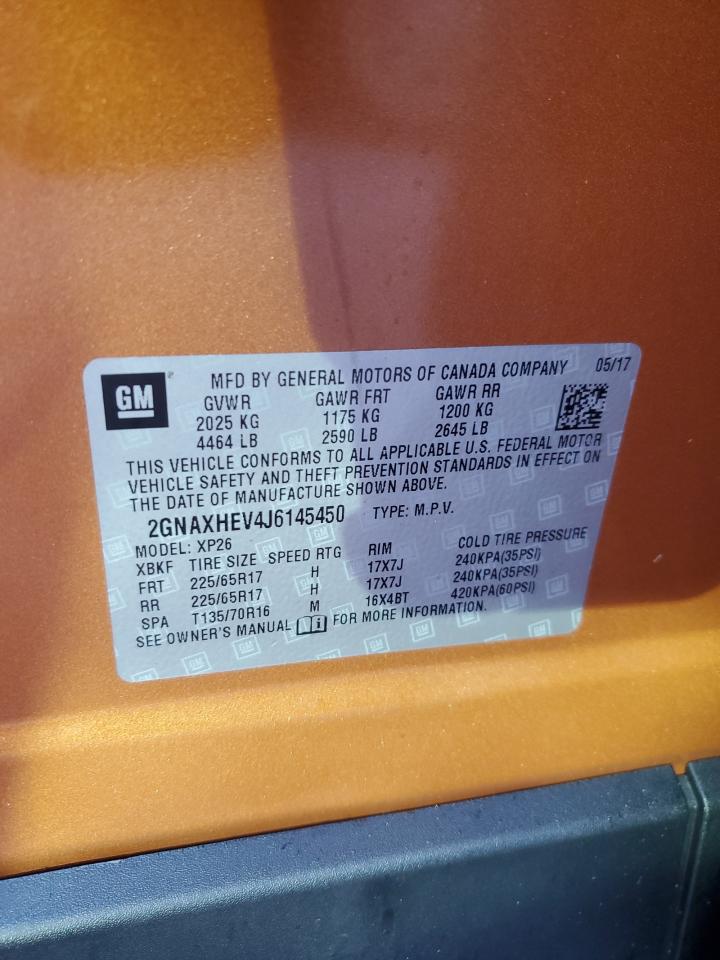 GM
MFD BY GENERAL MOTORS OF CANADA COMPANY 05/17
GVWR GAWR FRT GAWR RR
2025 KG 1175 KG 1200 KG
4464 LB 2590 LB 2645 LB
THIS VEHICLE CONFORMS TO ALL APPLICABLE U.S. FEDERAL MOTOR
VEHICLE SAFETY AND THEFT PREVENTION STANDARDS IN EFFECT ON
THE DATE OF MANUFACTURE SHOWN ABOVE.
2GNAXHEV4J6145450 TYPE: M.P.V.
MODEL: XP26
XBKF TIRE SIZE SPEED RTG RIM COLD TIRE PRESSURE
FRT 225/65R17 H 17X7J 240KPA(35PSI)
RR 225/65R17 H 17X7J 240KPA(35PSI)
SPA T135/70R16 M 16X4BT 420KPA(60PSI)
SEE OWNER'S MANUAL i FOR MORE INFORMATION.